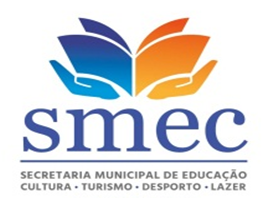 smec
SECRETARIA MUNICIPAL DE EDUCAÇÃO
CULTURA • TURISMO • DESPORTO • LAZER